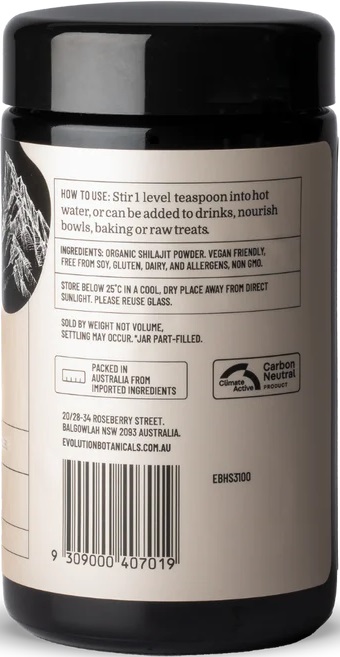 HOW TO USE: Stir 1 level teaspoon into hot
water, or can be added to drinks, nourish
bowls, baking or raw treats.
INGREDIENTS: ORGANIC SHILAJIT POWDER. VEGAN FRIENDLY,
FREE FROM SOY, GLUTEN, DAIRY, AND ALLERGENS, NON GMO.
STORE BELOW 25°C IN A COOL, DRY PLACE AWAY FROM DIRECT
SUNLIGHT. PLEASE REUSE GLASS.
SOLD BY WEIGHT NOT VOLUME,
SETTLING MAY OCCUR. *JAR PART-FILLED.
PACKED IN
AUSTRALIA FROM
IMPORTED INGREDIENTS
Climate
Active
Carbon
Neutral
PRODUCT
20/28-34 ROSEBERRY STREET.
BALGOWLAH NSW 2093 AUSTRALIA.
EVOLUTIONBOTANICALS.COM.AU
EBHS3100
9 309000 407019